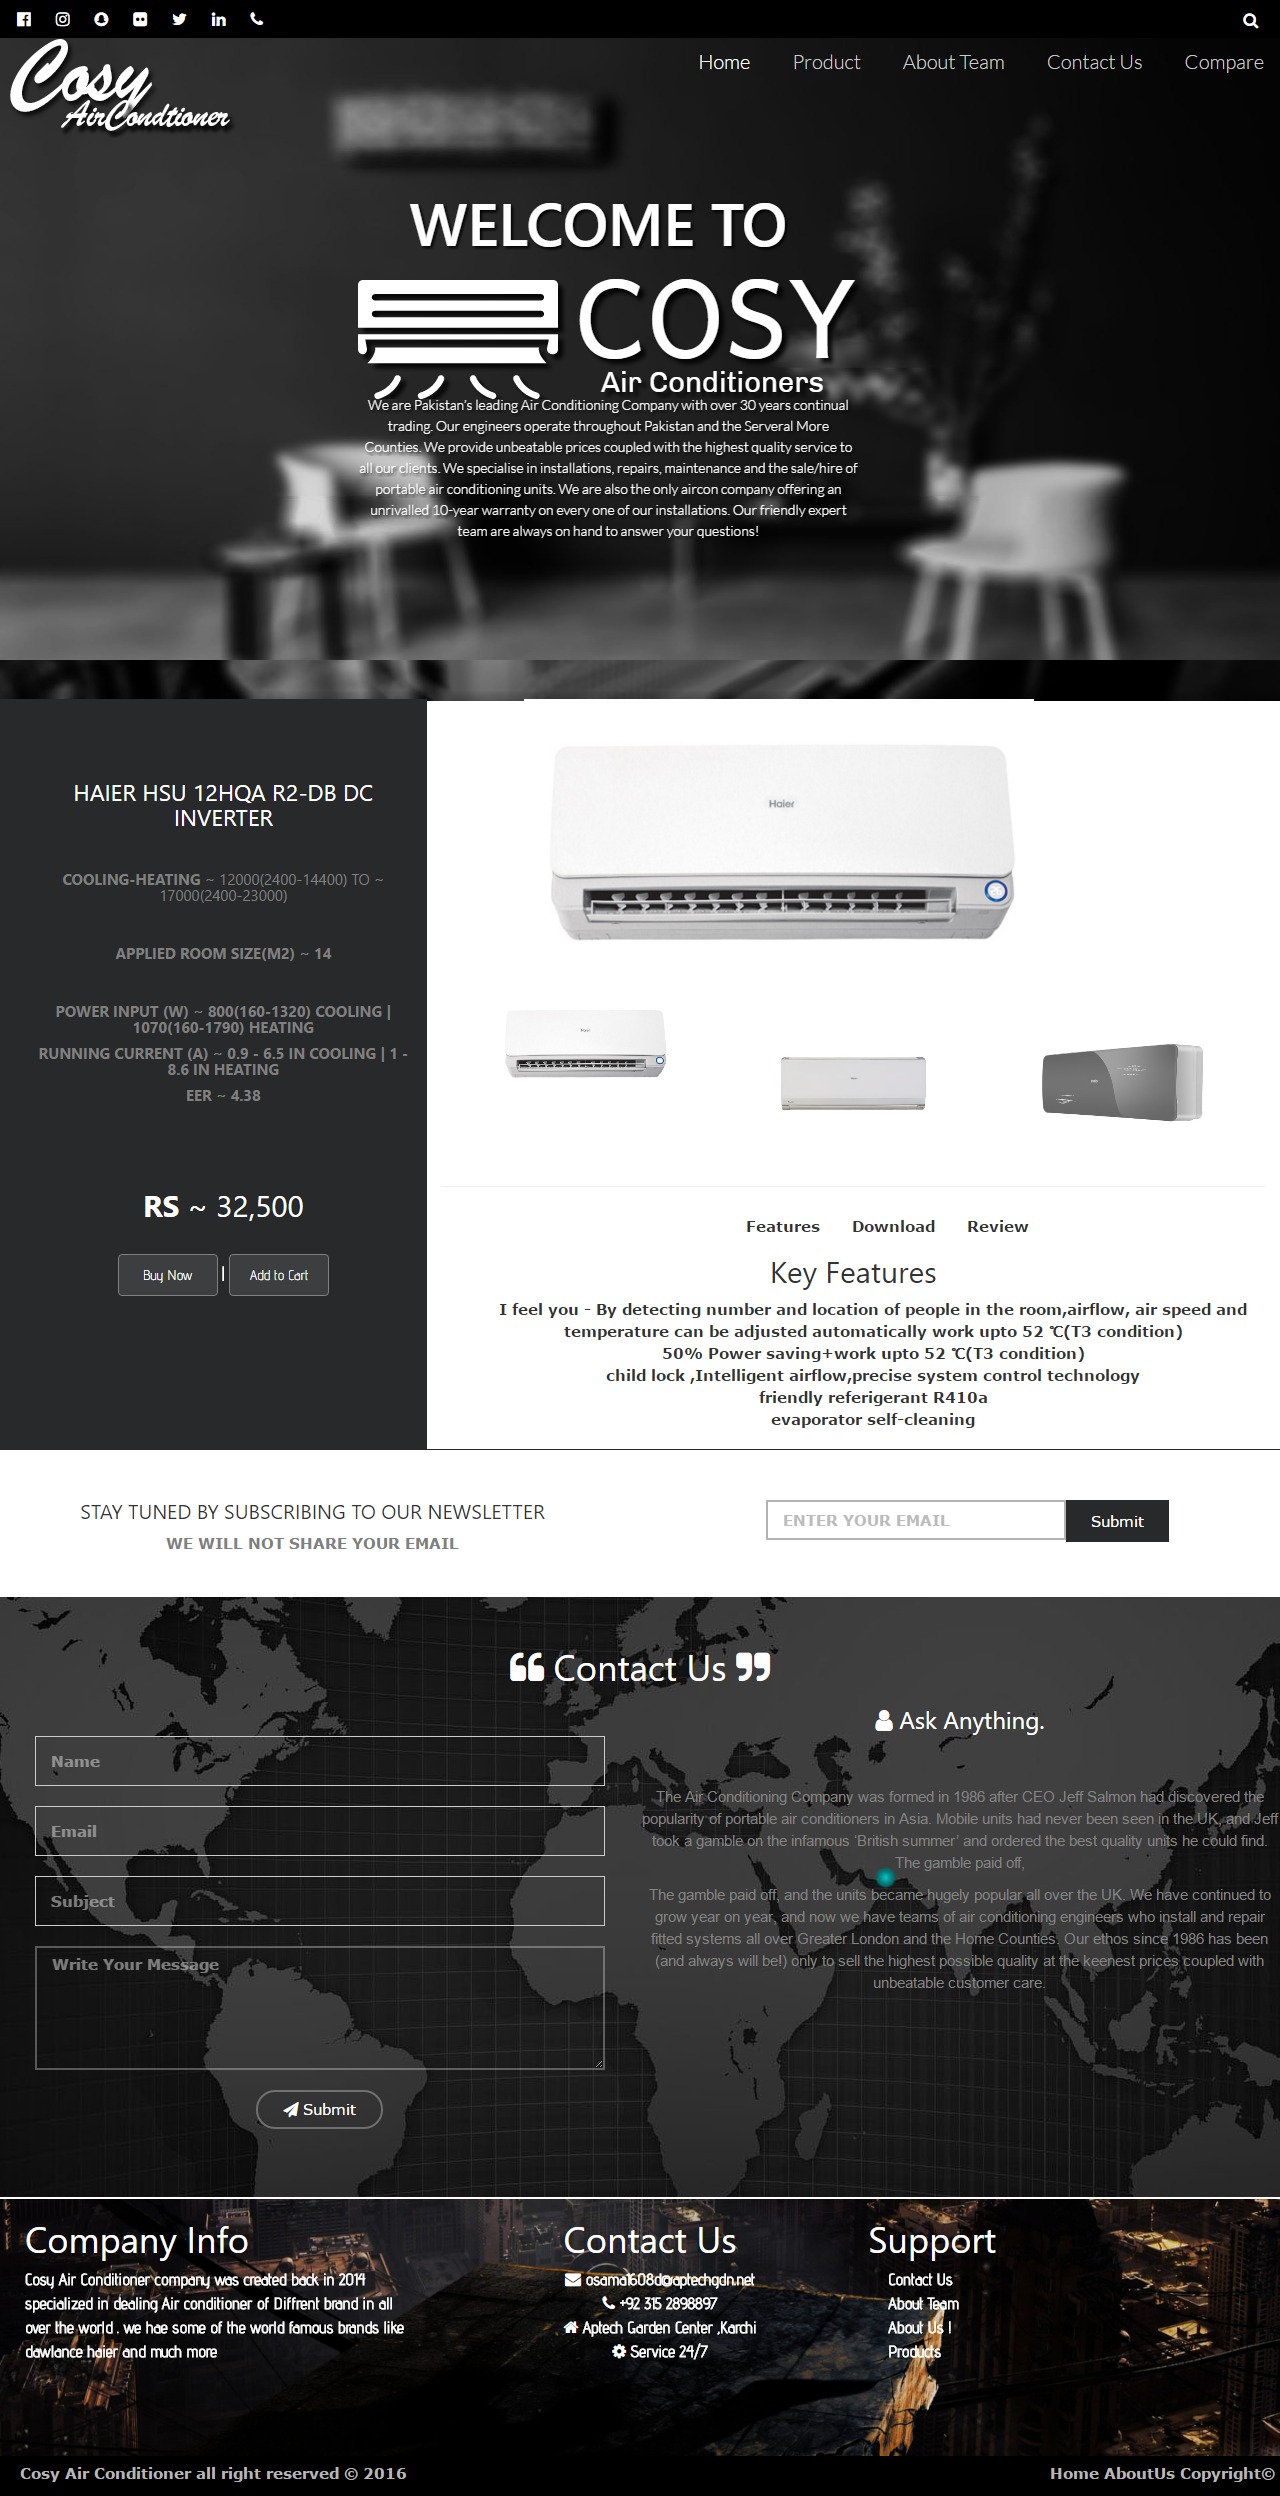 Home Product About Team Contact Us Compare
Cosy
AirCondtioner
WELCOME TO
COSY
Air Conditioners
We are Pakistan's leading Air Conditioning Company with over 30 years continual
trading. Our engineers operate throughout Pakistan and the Serveral More
Counties. We provide unbeatable prices coupled with the highest quality service to
all our clients. We specialise in installations, repairs, maintenance and the sale/hire of
portable air conditioning units. We are also the only aircon company offering an
unrivalled 10-year warranty on every one of our installations. Our friendly expert
team are always on hand to answer your questions!
HAIER HSU 12HQA R2-DB DC
INVERTER
COOLING-HEATING ~ 12000(2400-14400) TO ~
17000(2400-23000)
APPLIED ROOM SIZE(M2) ~ 14
POWER INPUT (W) ~ 800(160-1320) COOLING |
1070(160-1790) HEATING
RUNNING CURRENT (A) ~ 0.9 - 6.5 IN COOLING | 1 -
8.6 IN HEATING
EER ~ 4.38
RS ~ 32,500
Buy Now | Add to Cart
Haier
Features Download Review
Key Features
I feel you - By detecting number and location of people in the room,airflow, air speed and
temperature can be adjusted automatically work upto 52 ℃(T3 condition)
50% Power saving+work upto 52 ℃(T3 condition)
child lock ,Intelligent airflow,precise system control technology
friendly referigerant R410a
evaporator self-cleaning
STAY TUNED BY SUBSCRIBING TO OUR NEWSLETTER
WE WILL NOT SHARE YOUR EMAIL
ENTER YOUR EMAIL Submit
Contact Us
Name
Email
Subject
Write Your Message
Submit
Ask Anything.
The Air Conditioning Company was formed in 1986 after CEO Jeff Salmon had discovered the
popularity of portable air conditioners in Asia. Mobile units had never been seen in the UK, and Jeff
took a gamble on the infamous 'British summer' and ordered the best quality units he could find.
The gamble paid off,
The gamble paid off, and the units became hugely popular all over the UK. We have continued to
grow year on year, and now we have teams of air conditioning engineers who install and repair
fitted systems all over Greater London and the Home Counties. Our ethos since 1986 has been
(and always will be!) only to sell the highest possible quality at the keenest prices coupled with
unbeatable customer care.
Company Info
Cosy Air Conditioner company was created back in 2014
specialized in dealing Air conditioner of Diffrent brand in all
over the world . we hae some of the world famous brands like
dawlance haier and much more
Contact Us
osama1608d@aptechgdn.net
+92 315 2898897
Aptech Garden Center ,Karchi
Service 24/7
Support
Contact Us
About Team
About Us |
Products
Cosy Air Conditioner all right reserved © 2016
Home AboutUs Copyright©